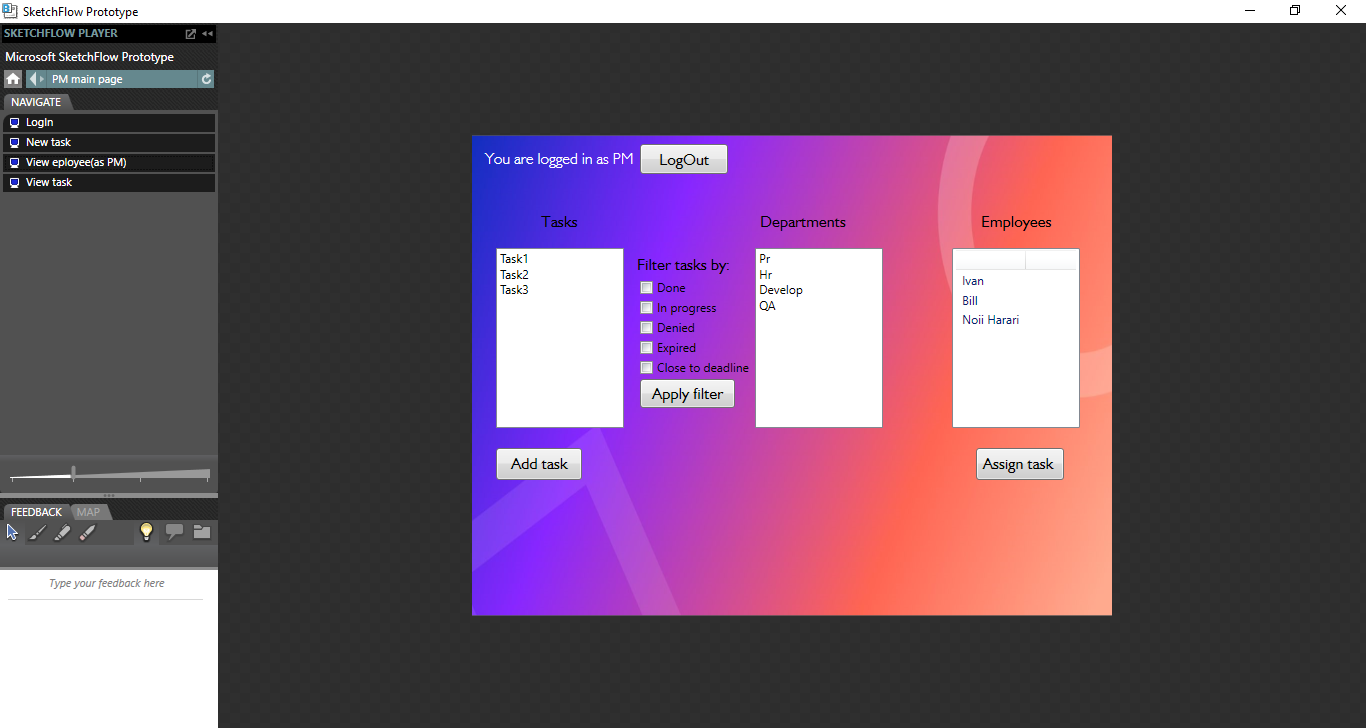 SketchFlow Prototype
SKETCHFLOW PLAYER
Microsoft SketchFlow Prototype
PM main page
NAVIGATE
LogIn
New task
View eployee(as PM)
View task
FEEDBACK MAP
Type your feedback here
You are logged in as PM LogOut
Tasks
Task1
Task2
Task3
Add task
Filter tasks by:
Done
In progress
Denied
Expired
Close to deadline
Apply filter
Departments
Pr
Hr
Develop
QA
Employees
Ivan
Bill
Noii Harari
Assign task